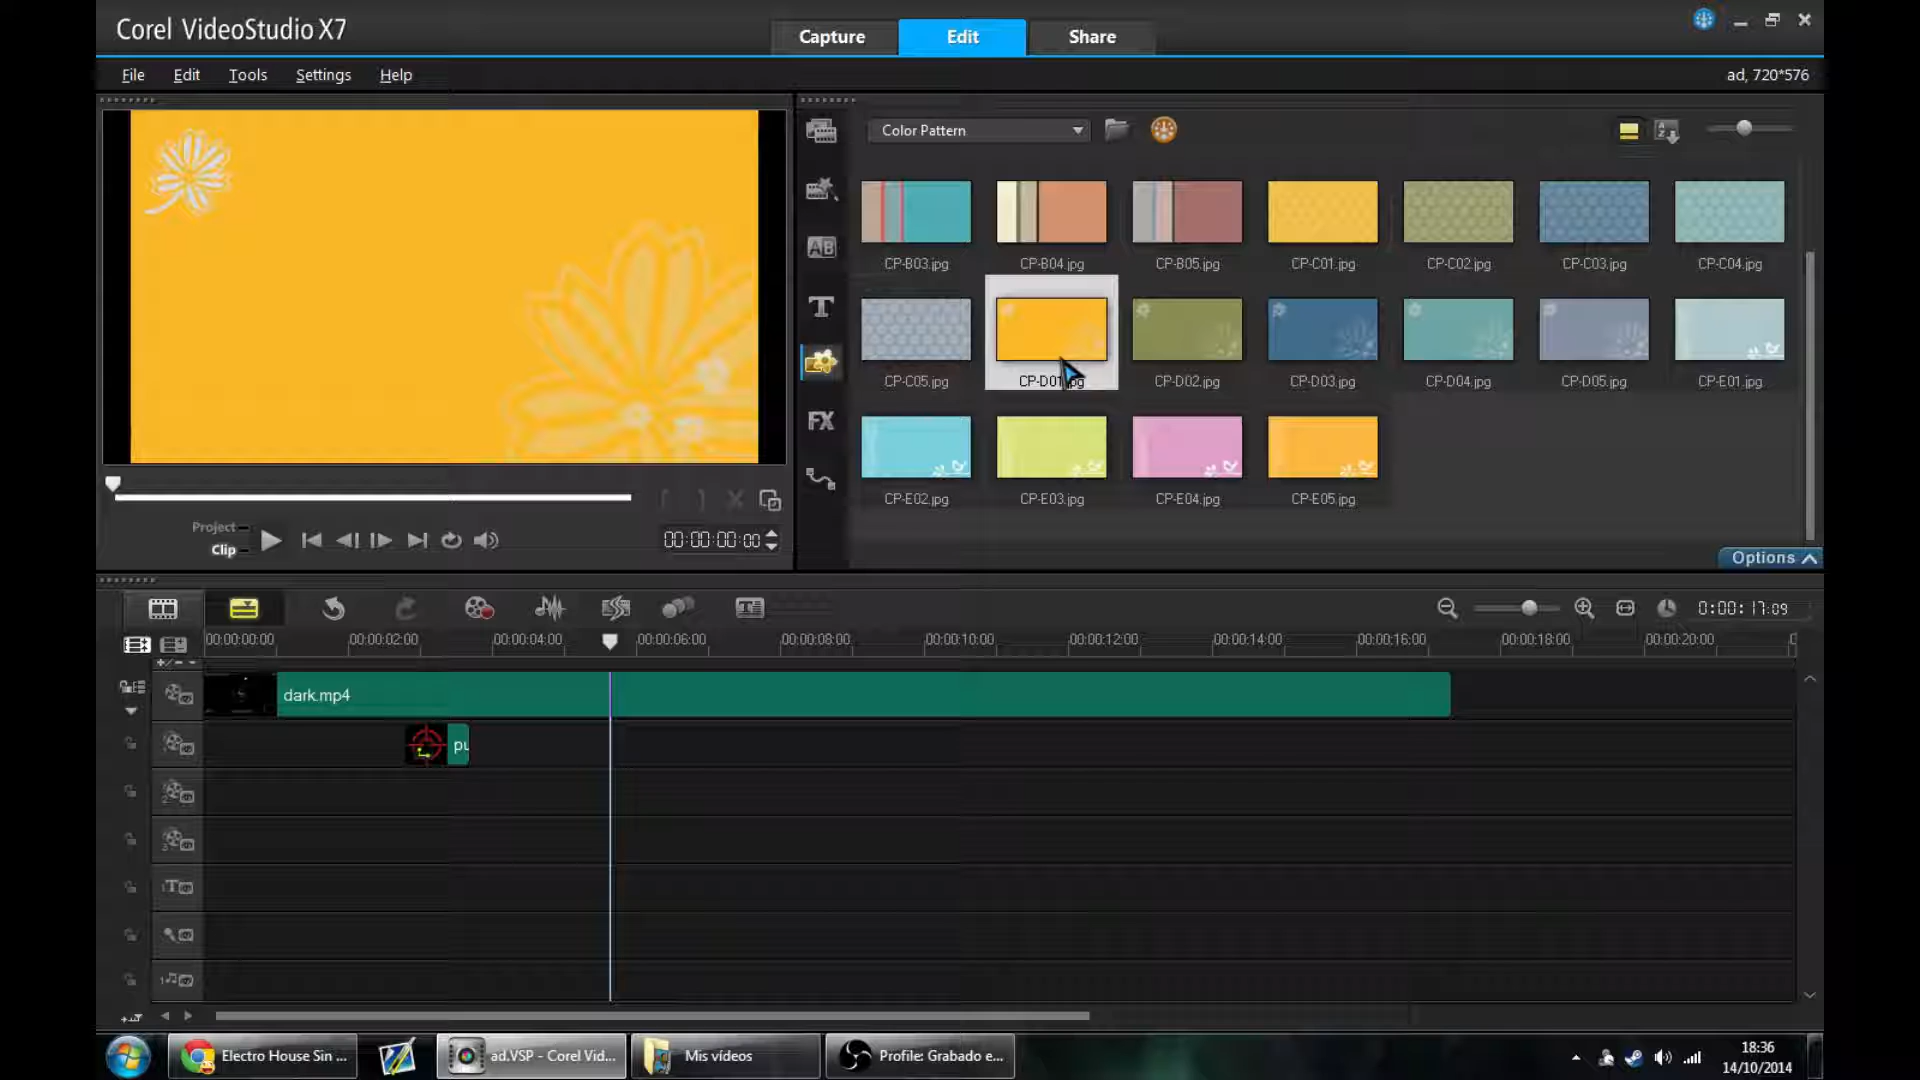 Corel VideoStudio X7
Capture
Edit
Share
File
Edit
Tools
Settings
Help
ad, 720*576
Color Pattern
CP-B03.jpg
CP-B04.jpg
CP-B05.jpg
CP-C01.jpg
CP-C02.jpg
CP-C03.jpg
CP-C04.jpg
AB
T
CP-C05.jpg
CP-D01.jpg
CP-D02.jpg
CP-D03.jpg
CP-D04.jpg
CP-D05.jpg
CP-E01.jpg
FX
CP-E02.jpg
CP-E03.jpg
CP-E04.jpg
CP-E05.jpg
Project
Clip
00:00:00:00
Options
0:00:17:09
00:00:00:00
00:00:02:00
00:00:04:00
00:00:06:00
00:00:08:00
00:00:10:00
00:00:12:00
00:00:14:00
00:00:16:00
00:00:18:00
00:00:20:00
dark.mp4
Electro House Sin ...
ad.VSP - Corel Vid...
Mis vídeos
Profile: Grabado e...
18:36
14/10/2014